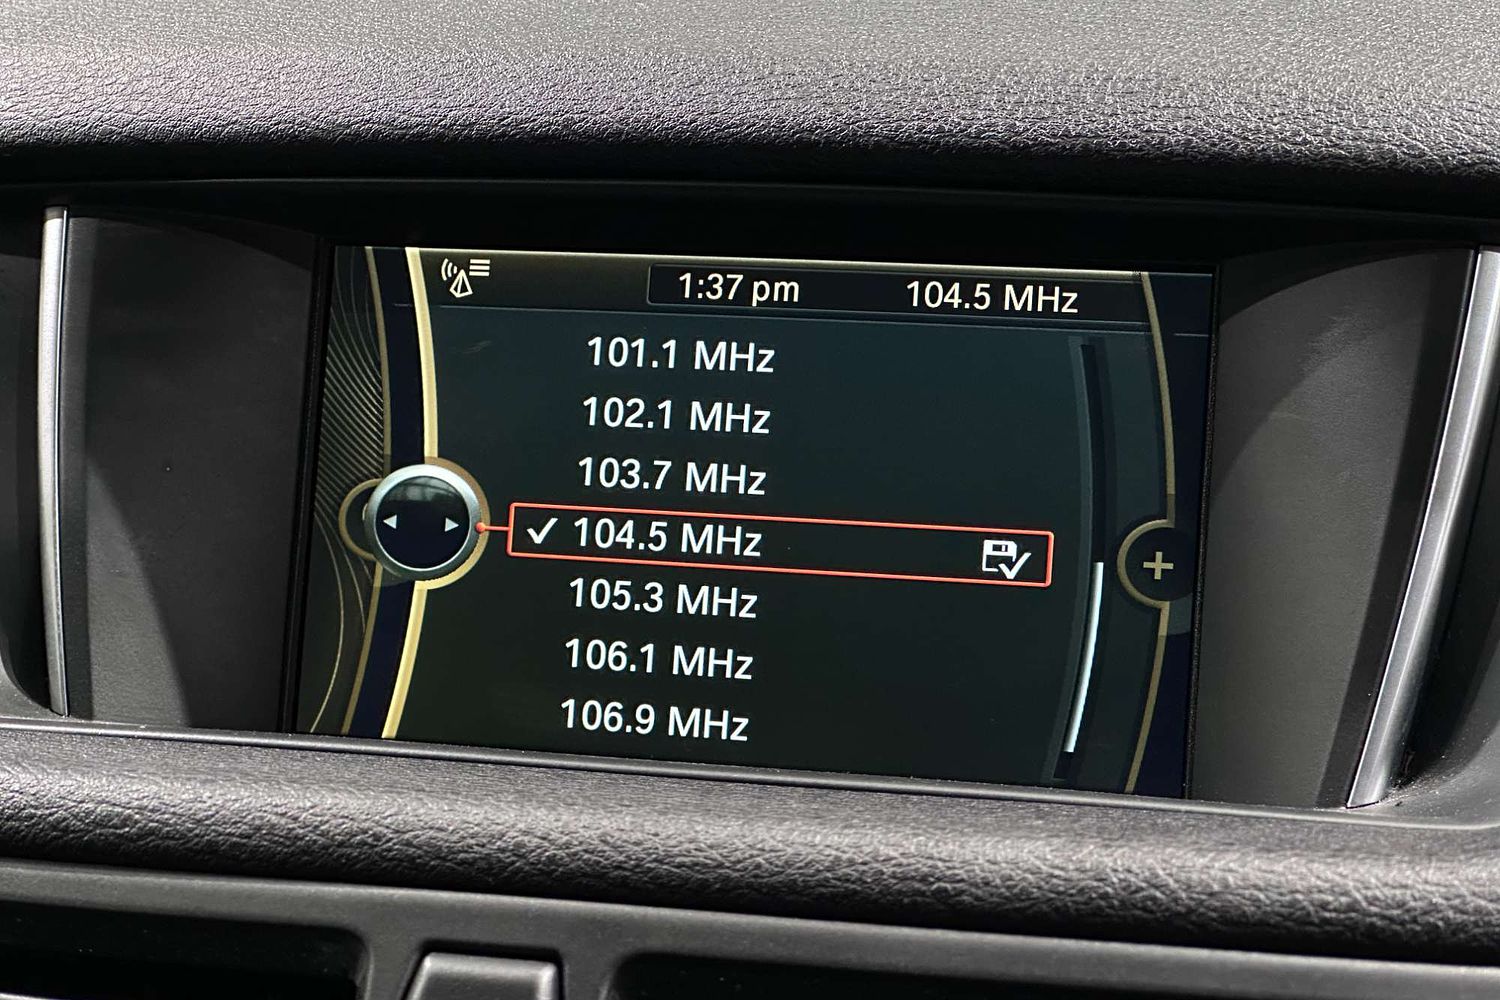 1:37 pm 104.5 MHz
101.1 MHz
102.1 MHz
103.7 MHz
✓ 104.5 MHz
105.3 MHz
106.1 MHz
106.9 MHz